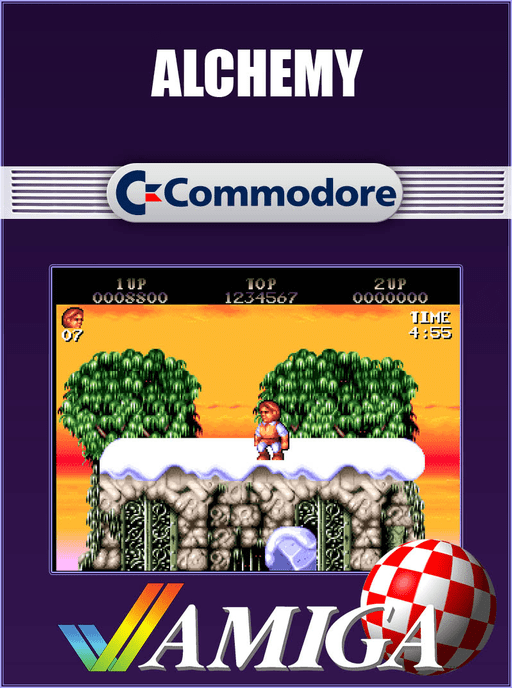 ALCHEMY
Commodore
1UP TOP 2UP
0008800 1234567 0000000
TIME
07 4:55
AMIGA